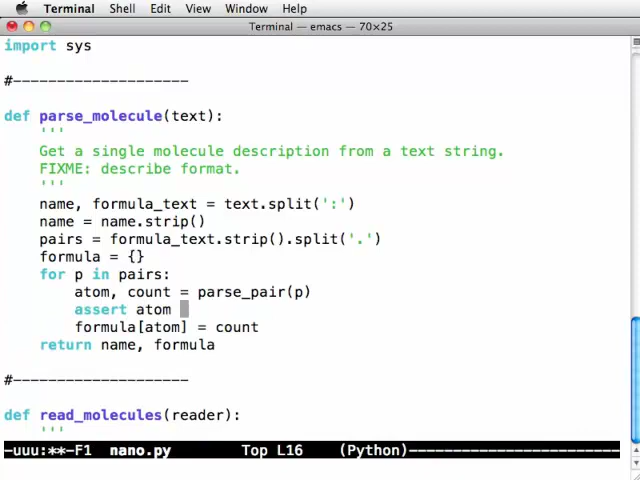 Terminal Shell Edit View Window Help
Terminal — emacs — 70×25
import sys
#--------------------
def parse_molecule(text):
    '''
    Get a single molecule description from a text string.
    FIXME: describe format.
    '''
    name, formula_text = text.split(':')
    name = name.strip()
    pairs = formula_text.strip().split('.')
    formula = {}
    for p in pairs:
        atom, count = parse_pair(p)
        assert atom
        formula[atom] = count
    return name, formula
#--------------------
def read_molecules(reader):
    '''
-uuu:**-F1 nano.py Top L16 (Python)---------------------